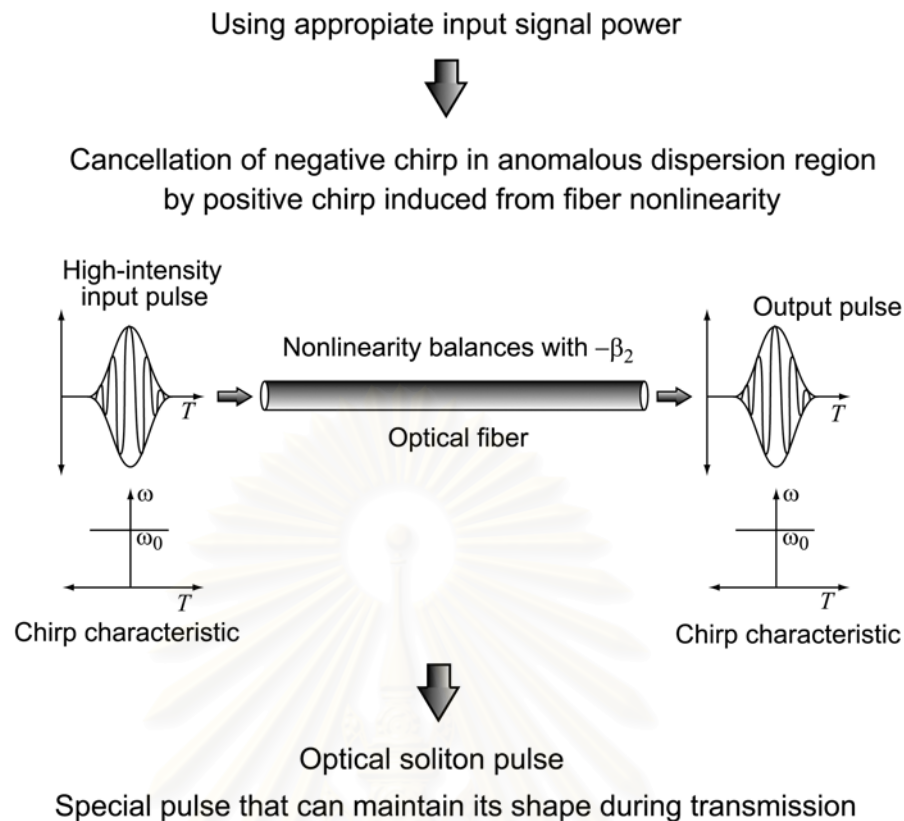 Using appropiate input signal power
Cancellation of negative chirp in anomalous dispersion region
by positive chirp induced from fiber nonlinearity
High-intensity
input pulse
Output pulse
Nonlinearity balances with −β₂
T
T
Optical fiber
ω
ω₀
T
Chirp characteristic
ω
ω₀
T
Chirp characteristic
Optical soliton pulse
Special pulse that can maintain its shape during transmission